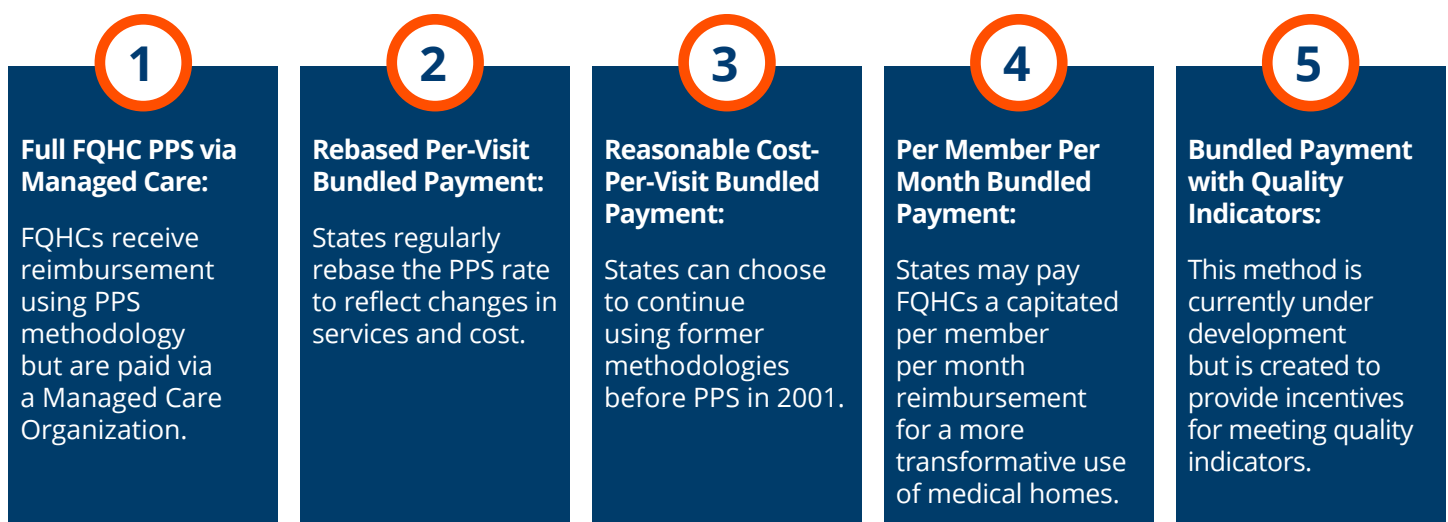 1
Full FQHC PPS via
Managed Care:
FQHCs receive
reimbursement
using PPS
methodology
but are paid via
a Managed Care
Organization.
2
Rebased Per-Visit
Bundled Payment:
States regularly
rebase the PPS rate
to reflect changes in
services and cost.
3
Reasonable Cost-
Per-Visit Bundled
Payment:
States can choose
to continue
using former
methodologies
before PPS in 2001.
4
Per Member Per
Month Bundled
Payment:
States may pay
FQHCs a capitated
per member
per month
reimbursement
for a more
transformative use
of medical homes.
5
Bundled Payment
with Quality
Indicators:
This method is
currently under
development
but is created to
provide incentives
for meeting quality
indicators.